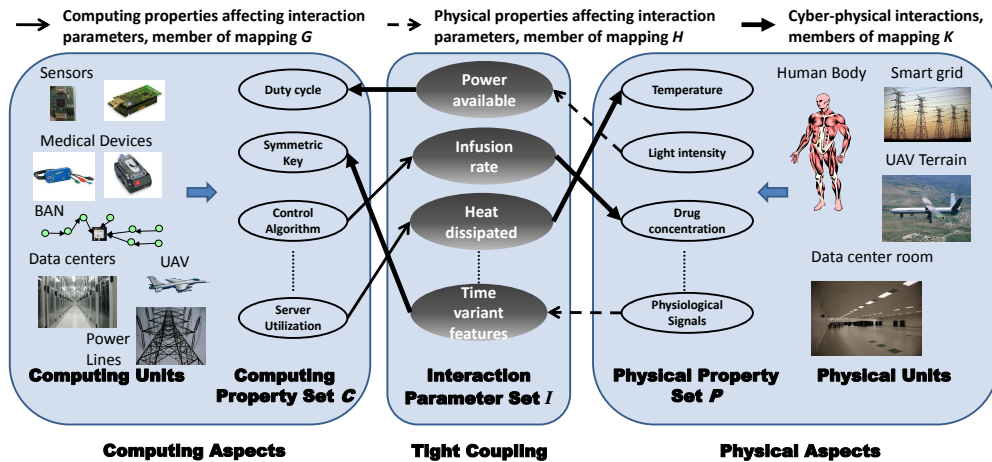 Computing properties affecting interaction
parameters, member of mapping G
Physical properties affecting interaction
parameters, member of mapping H
Cyber-physical interactions,
members of mapping K
Sensors
Medical Devices
BAN
Data centers
UAV
Power
Lines
Computing Units
Duty cycle
Symmetric
Key
Control
Algorithm
Server
Utilization
Computing
Property Set C
Power
available
Infusion
rate
Heat
dissipated
Time
variant
features
Interaction
Parameter Set I
Temperature
Light intensity
Drug
concentration
Physiological
Signals
Physical Property
Set P
Human Body
Smart grid
UAV Terrain
Data center room
Physical Units
Computing Aspects
Tight Coupling
Physical Aspects